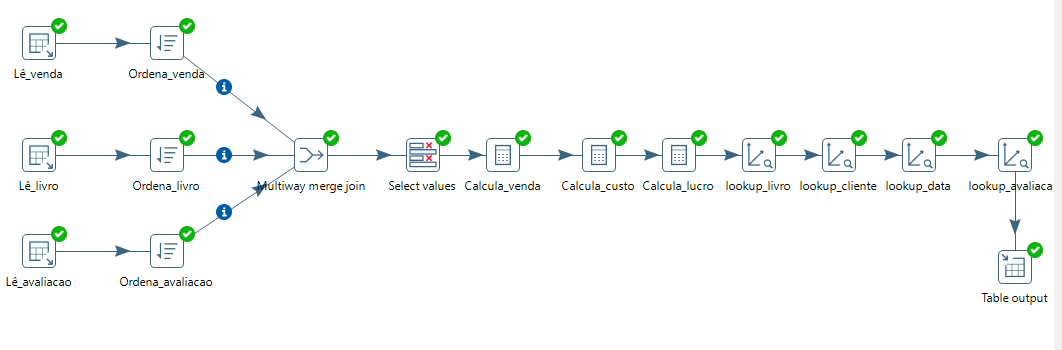 Lê_venda
Ordena_venda
Lê_livro
Ordena_livro
Multiway merge join
Select values
Calcula_venda
Calcula_custo
Calcula_lucro
lookup_livro
lookup_cliente
lookup_data
lookup_avaliaca
Lê_avaliacao
Ordena_avaliacao
Table output